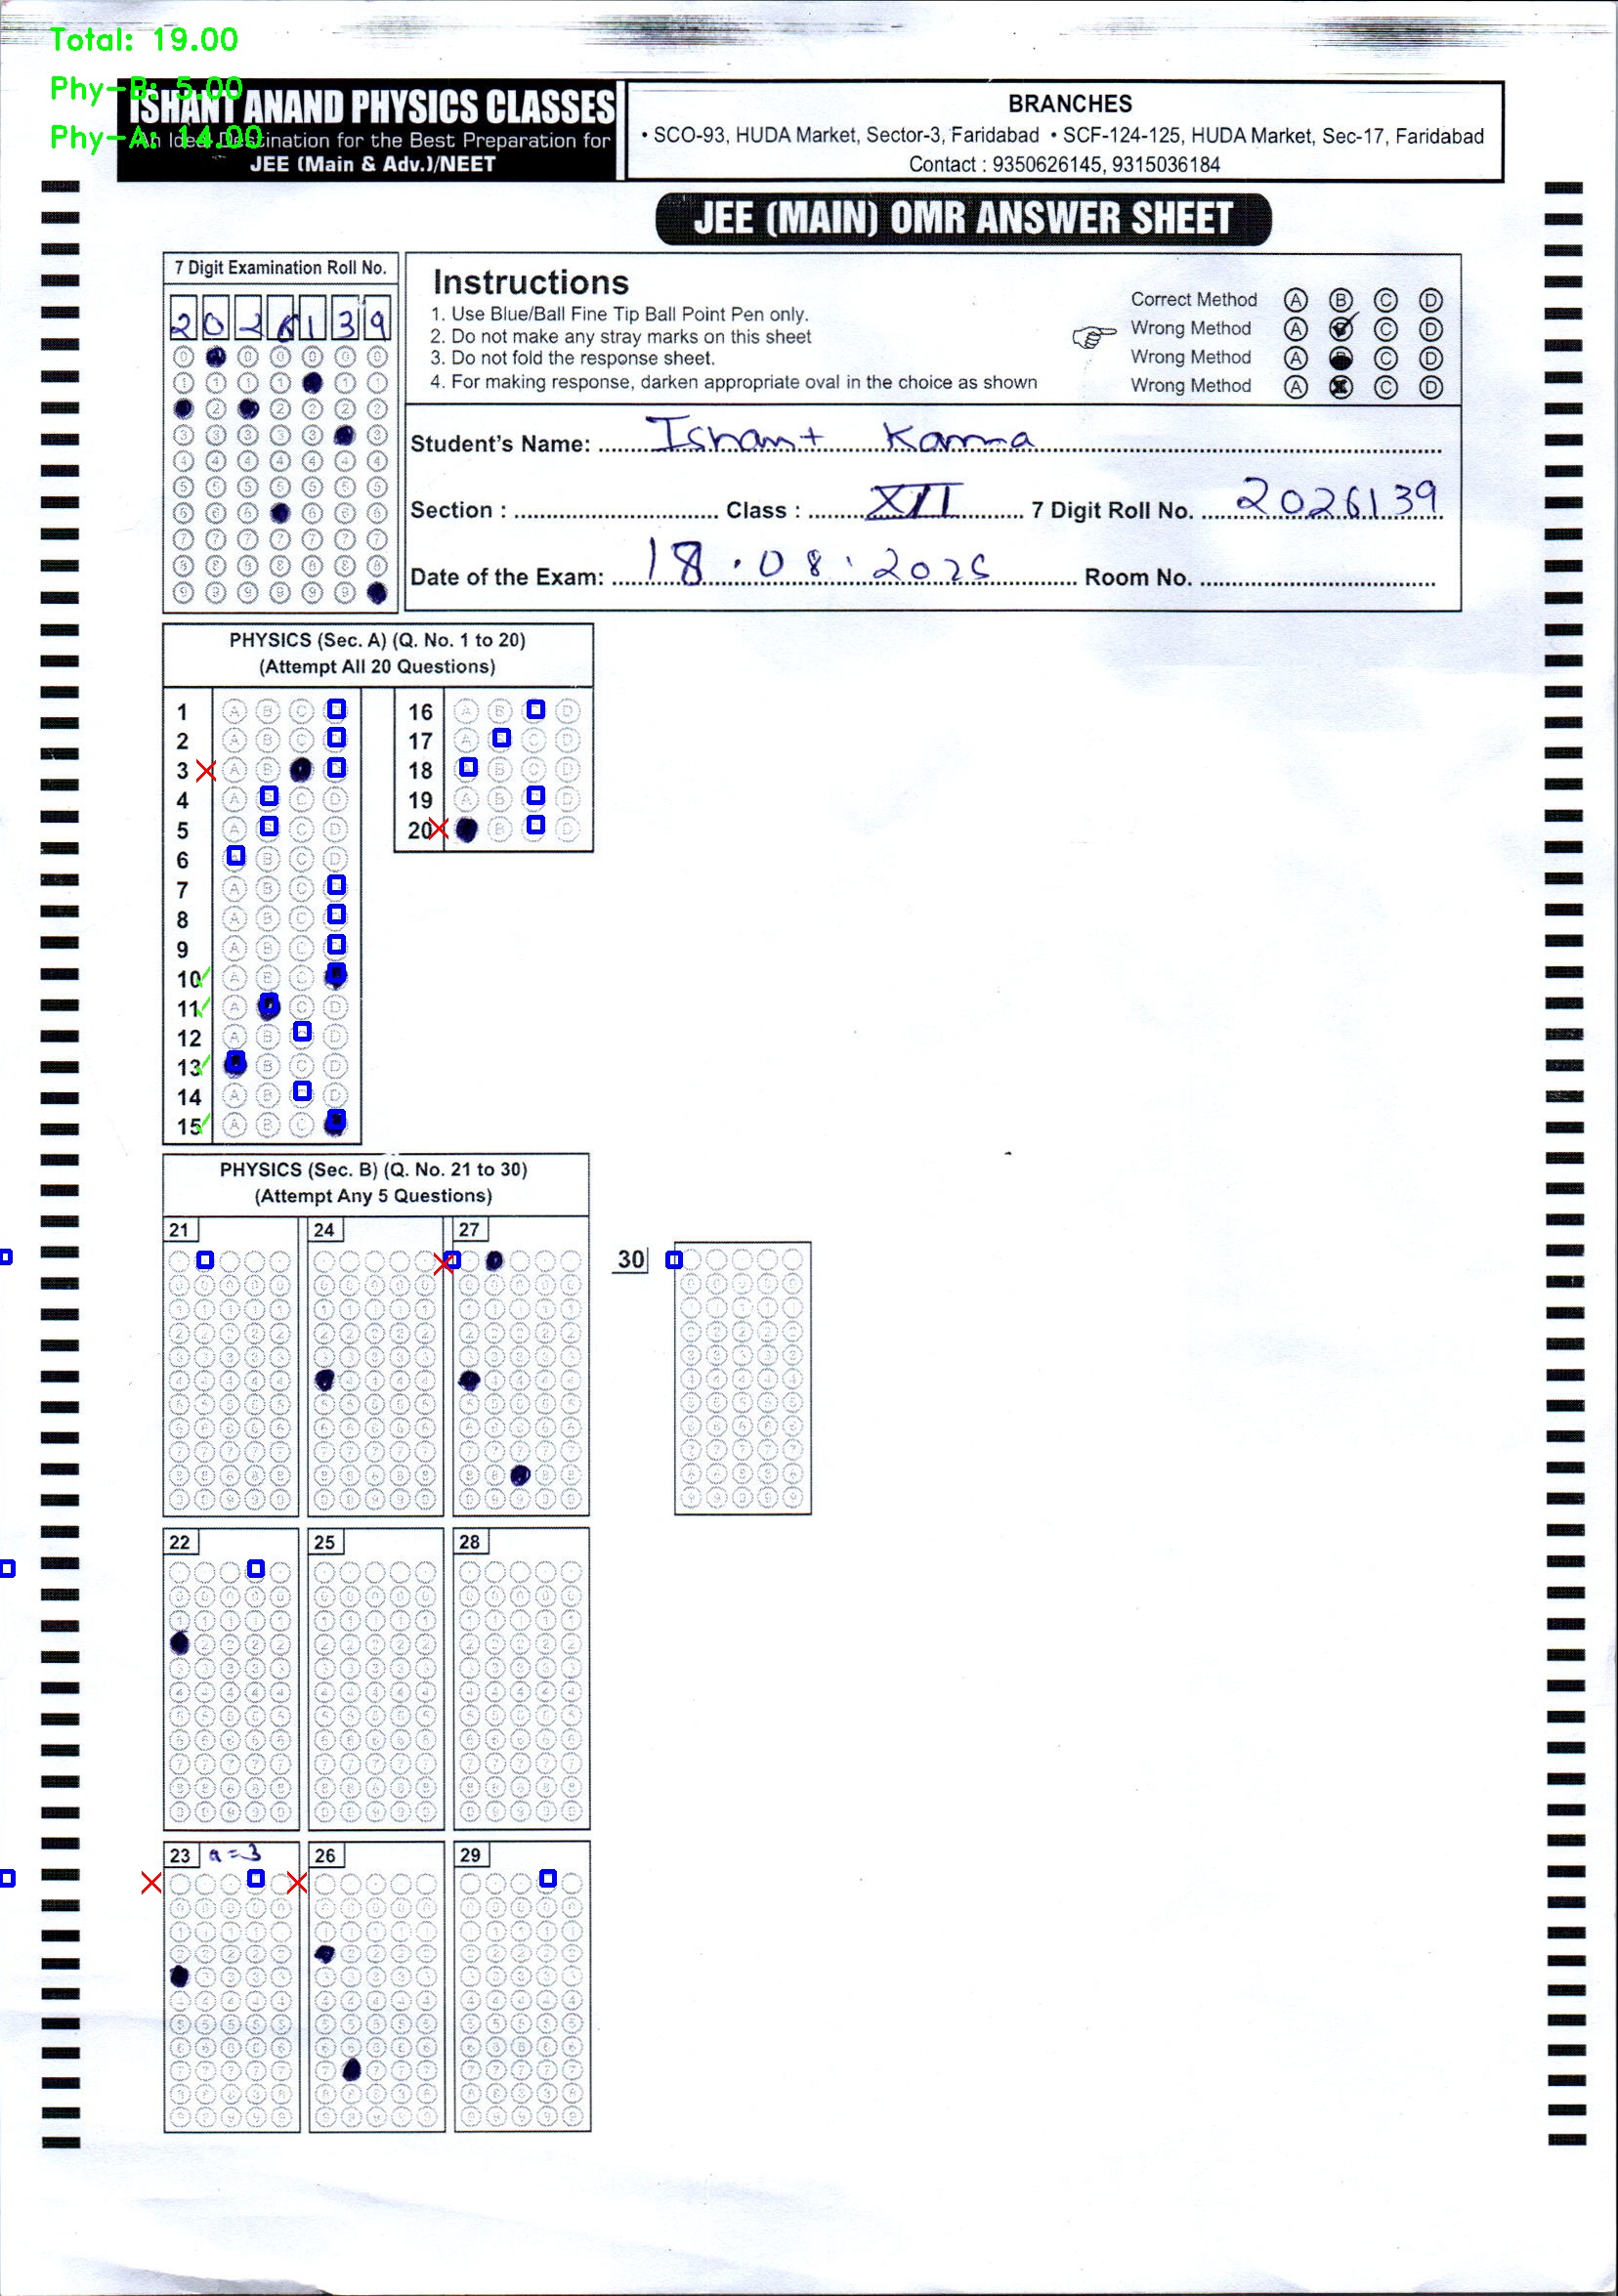 Total: 19.00
Phy-B: 5.00
Phy-A: 14.00
ISHANT ANAND PHYSICS CLASSES
An Ideal Destination for the Best Preparation for
JEE (Main & Adv.)/NEET
BRANCHES
• SCO-93, HUDA Market, Sector-3, Faridabad • SCF-124-125, HUDA Market, Sec-17, Faridabad
Contact : 9350626145, 9315036184
JEE (MAIN) OMR ANSWER SHEET
7 Digit Examination Roll No.
2 0 2 6 1 3 9
Instructions
1. Use Blue/Ball Fine Tip Ball Point Pen only.
2. Do not make any stray marks on this sheet
3. Do not fold the response sheet.
4. For making response, darken appropriate oval in the choice as shown
Correct Method A B C D
Wrong Method A C D
Wrong Method A C D
Wrong Method A C D
Student's Name: Ishant
Section : Class : XII 7 Digit Roll No. 2026139
Date of the Exam: 18.08.2025 Room No.
PHYSICS (Sec. A) (Q. No. 1 to 20)
(Attempt All 20 Questions)
1 A B C
2 A B C
3 A B
4 A C D
5 A C D
6 B C D
7 A B C
8 A B C
9 A B C
10 A B C
11 A C D
12 A B D
13 B C D
14 A B D
15 A B C
16 A B D
17 A C D
18 B C D
19 A B D
20 B D
PHYSICS (Sec. B) (Q. No. 21 to 30)
(Attempt Any 5 Questions)
21 24 27 30
22 25 28
23 a=3 26 29